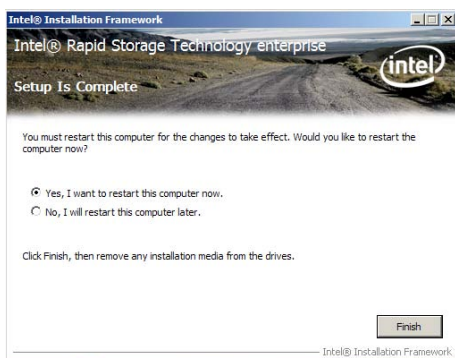 Intel® Installation Framework
Intel® Rapid Storage Technology enterprise
intel
Setup Is Complete
You must restart this computer for the changes to take effect. Would you like to restart the
computer now?
Yes, I want to restart this computer now.
No, I will restart this computer later.
Click Finish, then remove any installation media from the drives.
Finish
Intel® Installation Framework